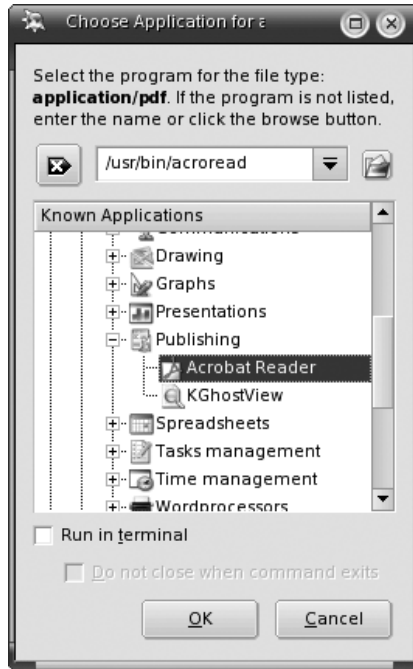 Choose Application for a
Select the program for the file type:
application/pdf. If the program is not listed,
enter the name or click the browse button.
/usr/bin/acroread
Known Applications
Communications
Drawing
Graphs
Presentations
Publishing
Acrobat Reader
KGhostView
Spreadsheets
Tasks management
Time management
Wordprocessors
Run in terminal
Do not close when command exits
OK
Cancel